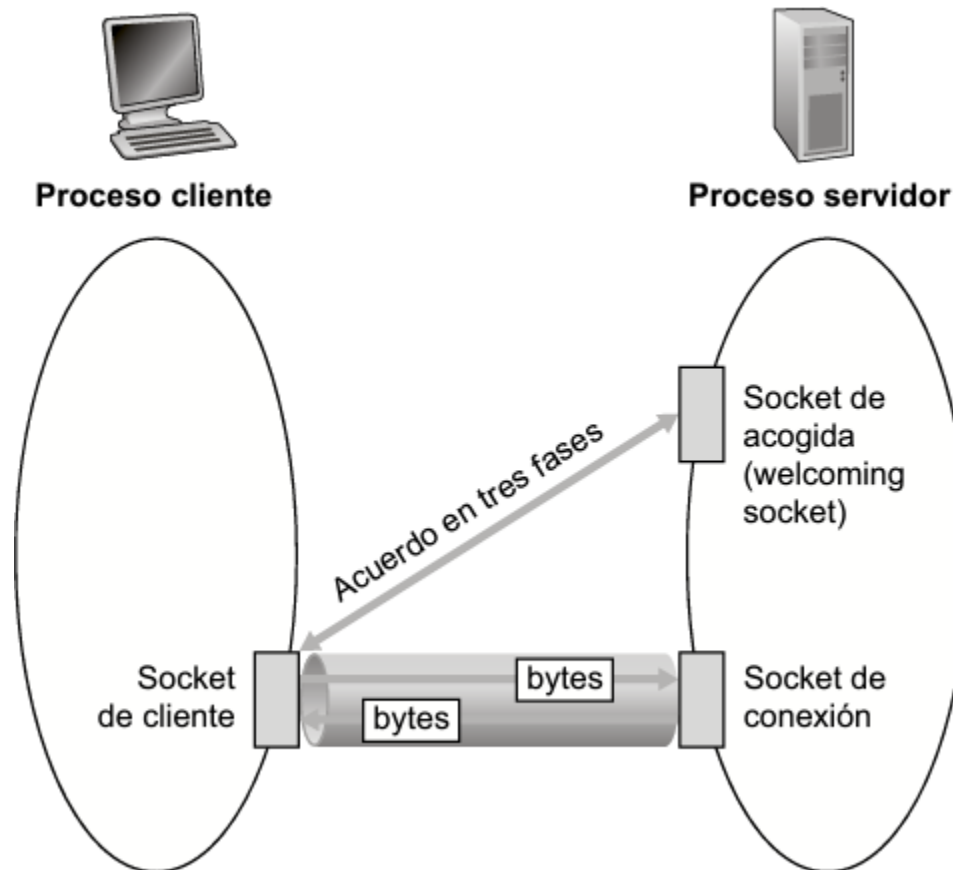 Proceso cliente
Proceso servidor
Socket de
acogida
(welcoming
socket)
Acuerdo en tres fases
Socket
de cliente
bytes
bytes
Socket de
conexión